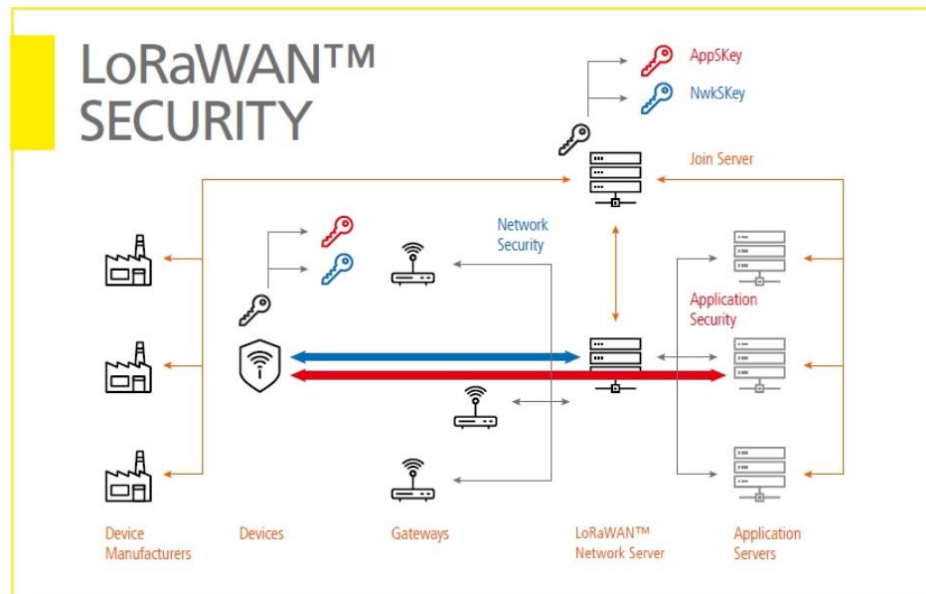 LoRaWAN™
SECURITY
AppSKey
NwkSKey
Join Server
Network
Security
Application
Security
Device
Manufacturers
Devices
Gateways
LoRaWAN™
Network Server
Application
Servers